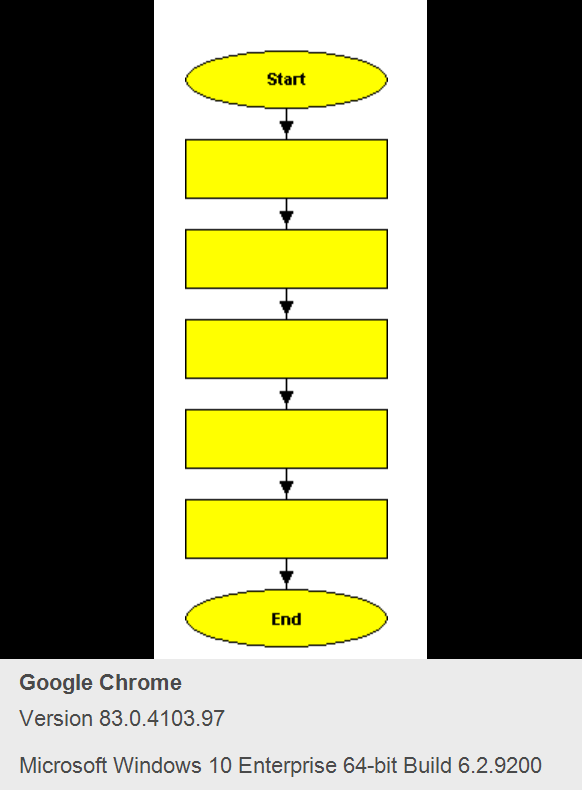 Start
End
Google Chrome
Version 83.0.4103.97
Microsoft Windows 10 Enterprise 64-bit Build 6.2.9200